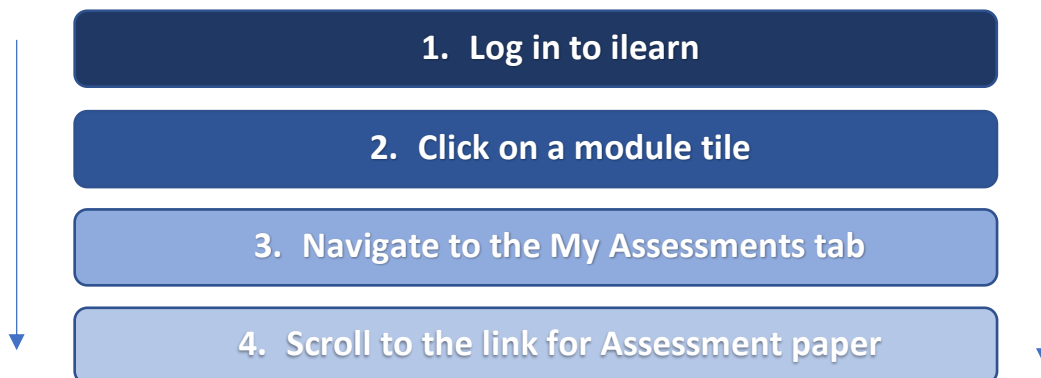 1. Log in to ilearn
2. Click on a module tile
3. Navigate to the My Assessments tab
4. Scroll to the link for Assessment paper